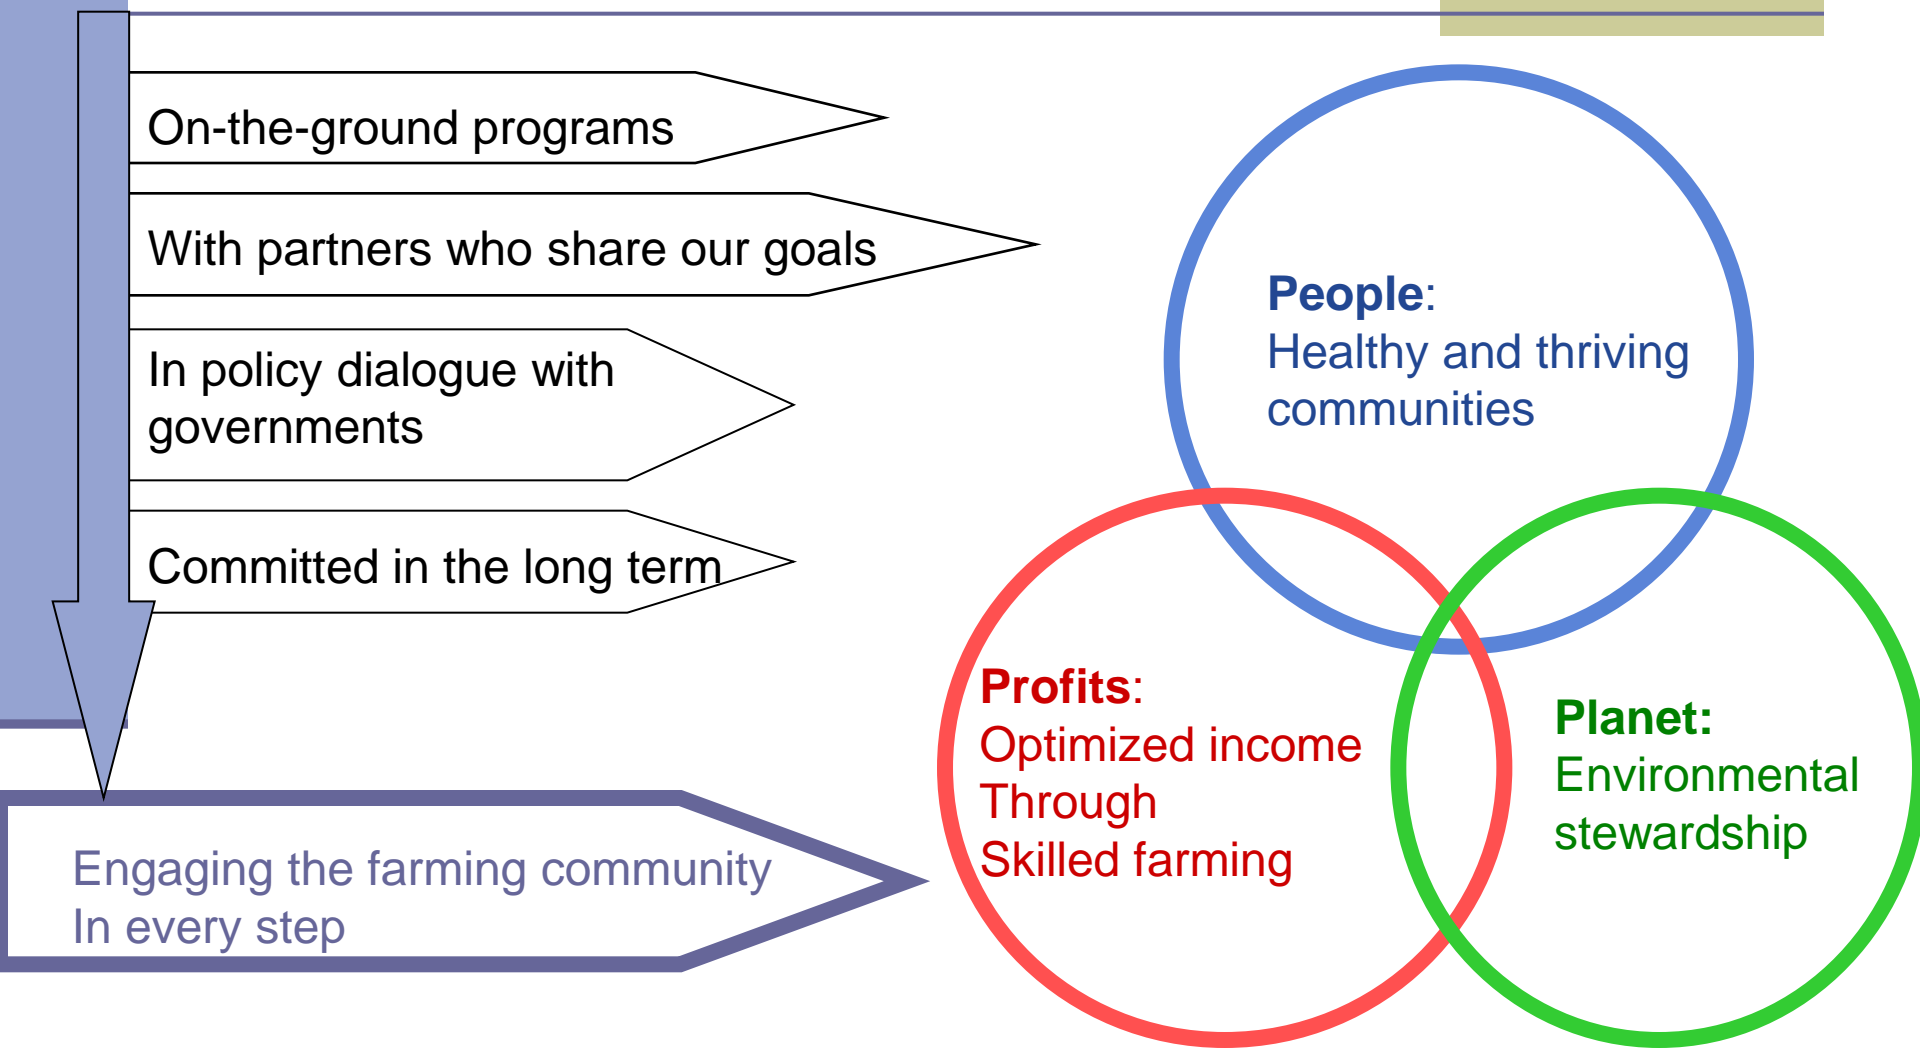 On-the-ground programs
With partners who share our goals
In policy dialogue with
governments
Committed in the long term
Engaging the farming community
In every step
People:
Healthy and thriving
communities
Profits:
Optimized income
Through
Skilled farming
Planet:
Environmental
stewardship